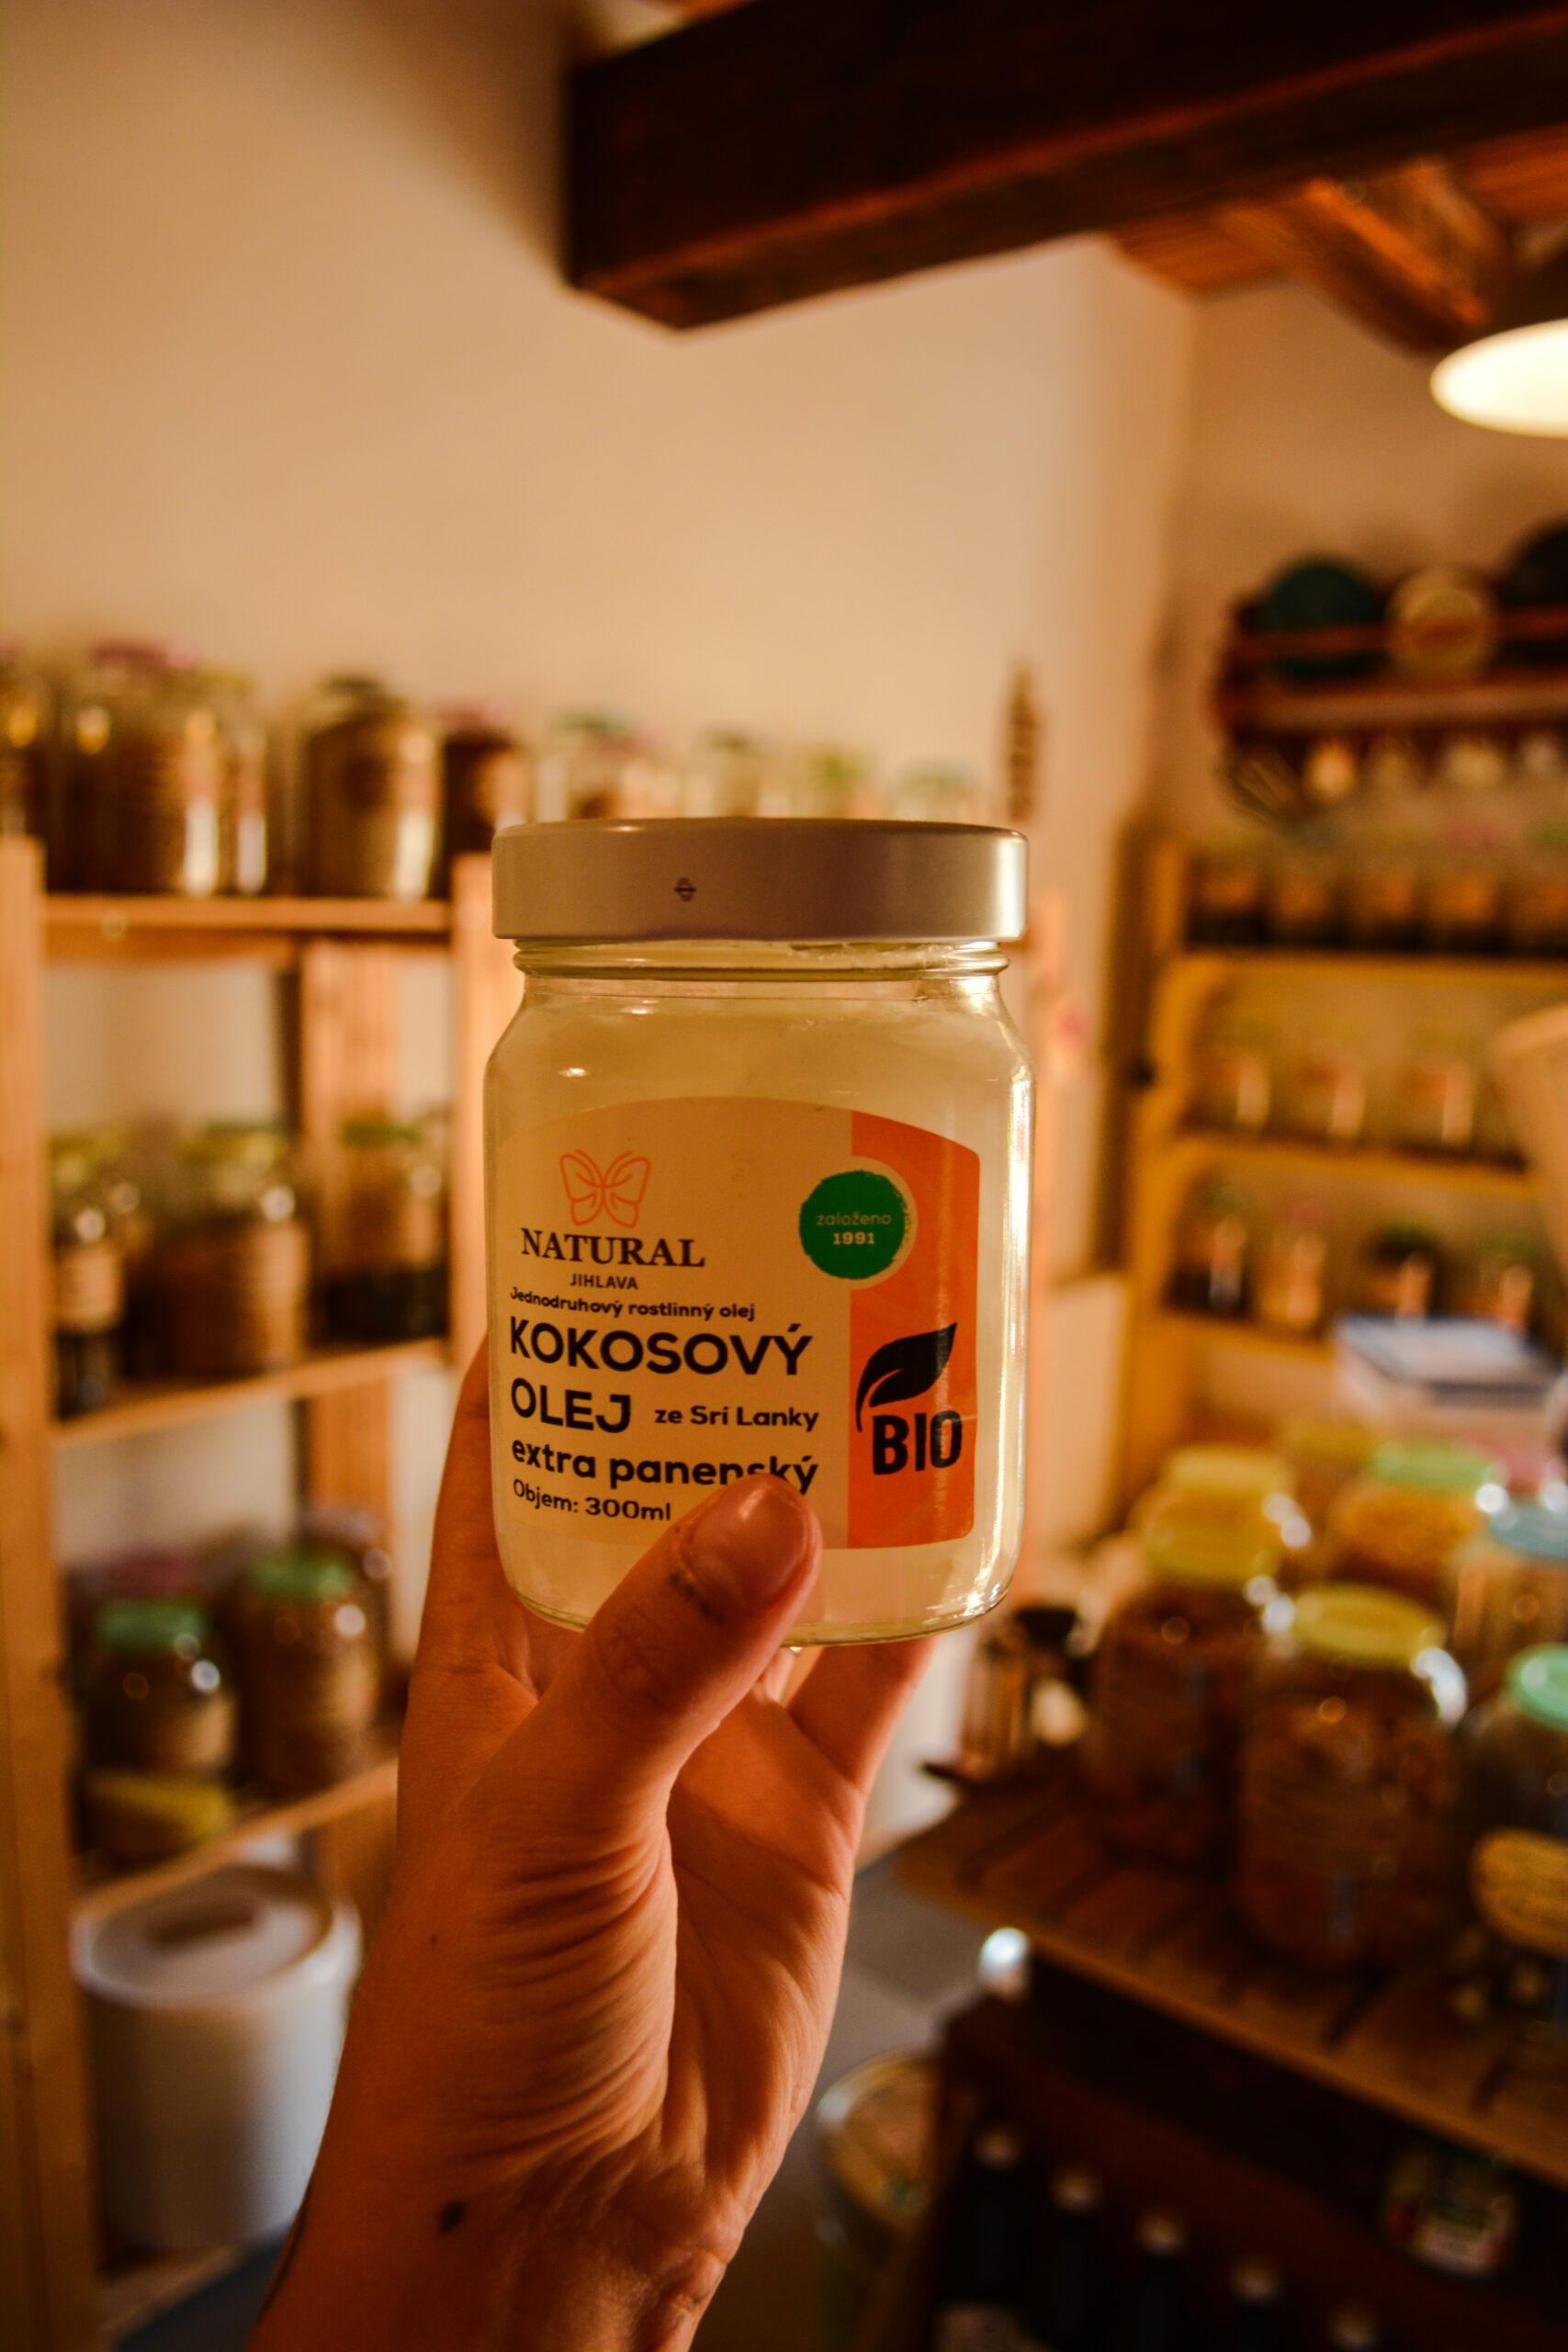 NATURAL
JIHLAVA
založeno
1991
Jednodruhový rostlinný olej
KOKOSOVÝ
OLEJ ze Srí Lanky
extra panenský
Objem: 300ml
BIO